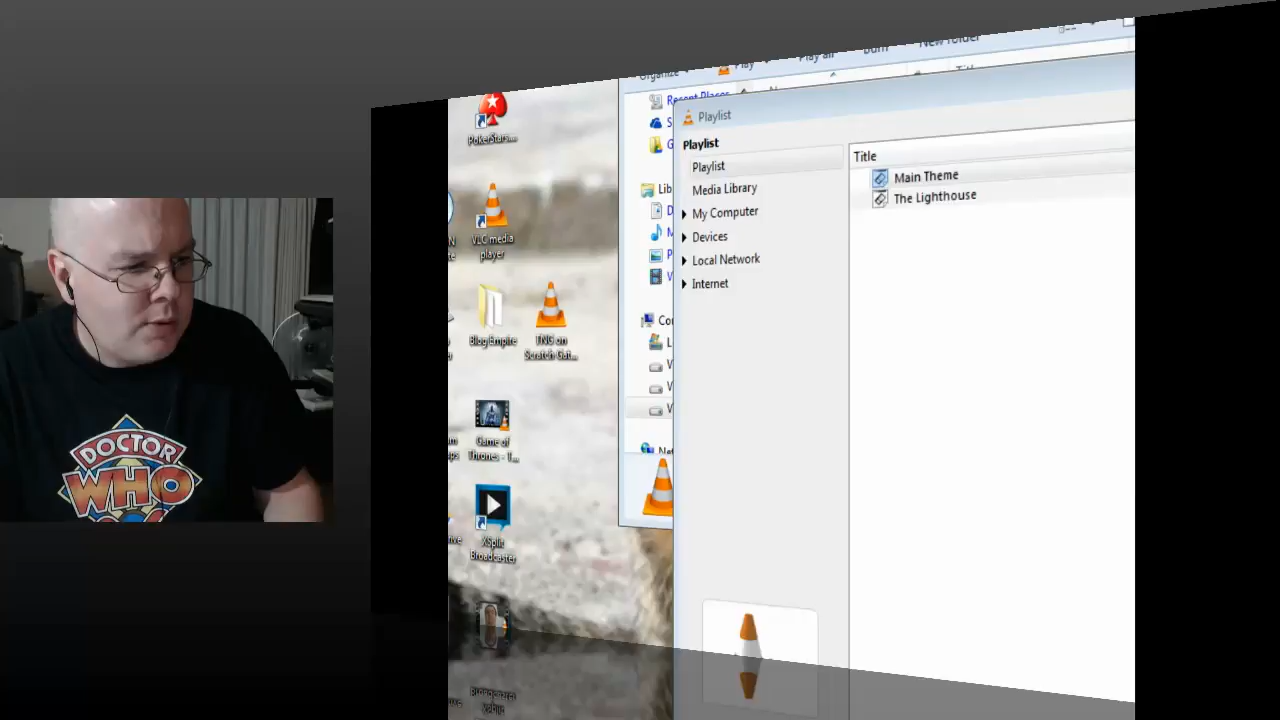 Organize
Play
Play all
Burn
New folder
PokerStars....
Recent Places
Playlist
Playlist
Title
Playlist
Main Theme
Media Library
The Lighthouse
My Computer
VLC media
player
Devices
Local Network
Internet
Blog Empire
TNG on
Scratch Gat...
Game of
Thrones - T...
DOCTOR
WHO
XSplit
Broadcaster